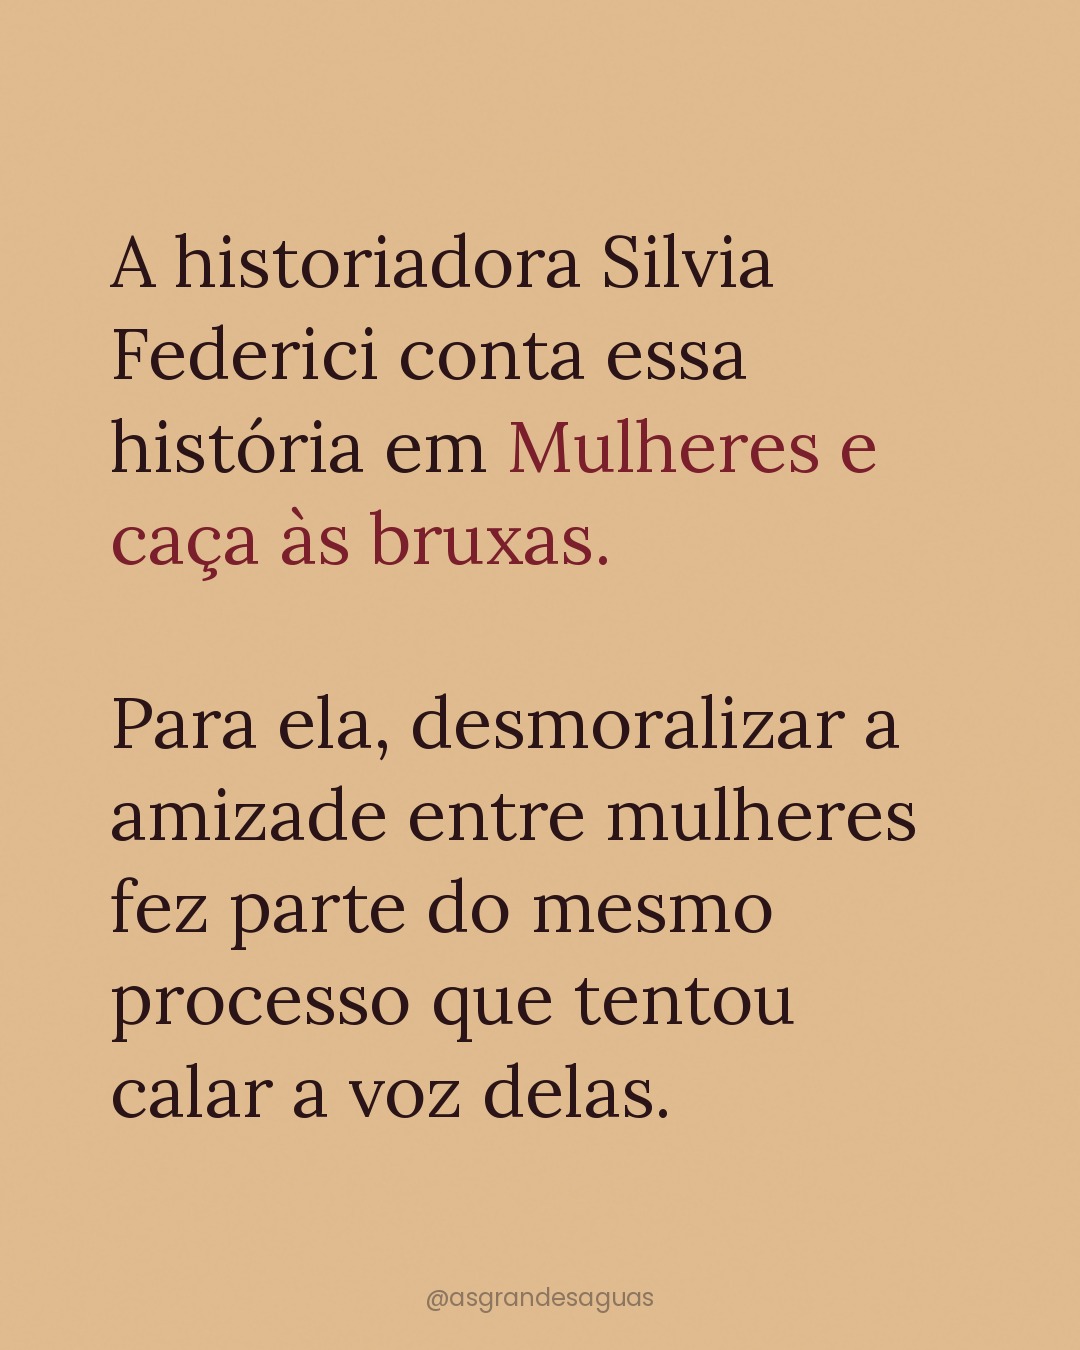 A historiadora Silvia
Federici conta essa
história em Mulheres e
caça às bruxas.
Para ela, desmoralizar a
amizade entre mulheres
fez parte do mesmo
processo que tentou
calar a voz delas.
@asgrandesaguas